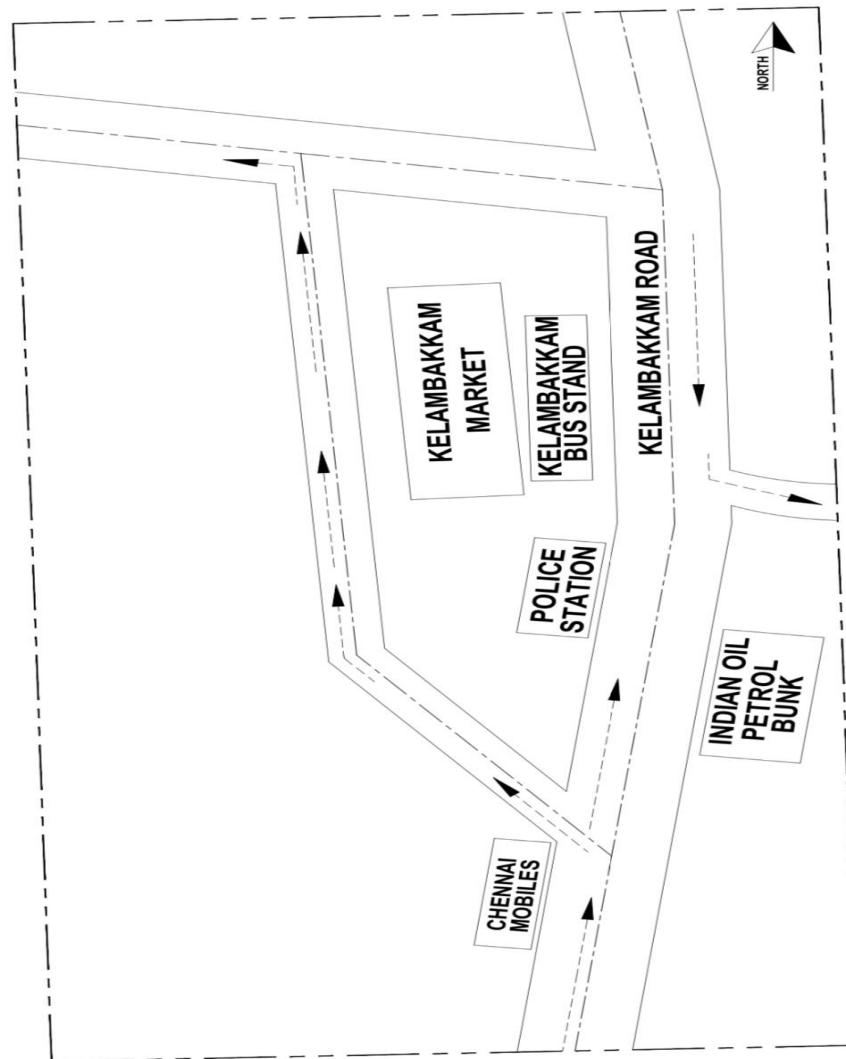 NORTH
KELAMBAKKAM
MARKET
KELAMBAKKAM
BUS STAND
KELAMBAKKAM ROAD
POLICE
STATION
INDIAN OIL
PETROL
BUNK
CHENNAI
MOBILES